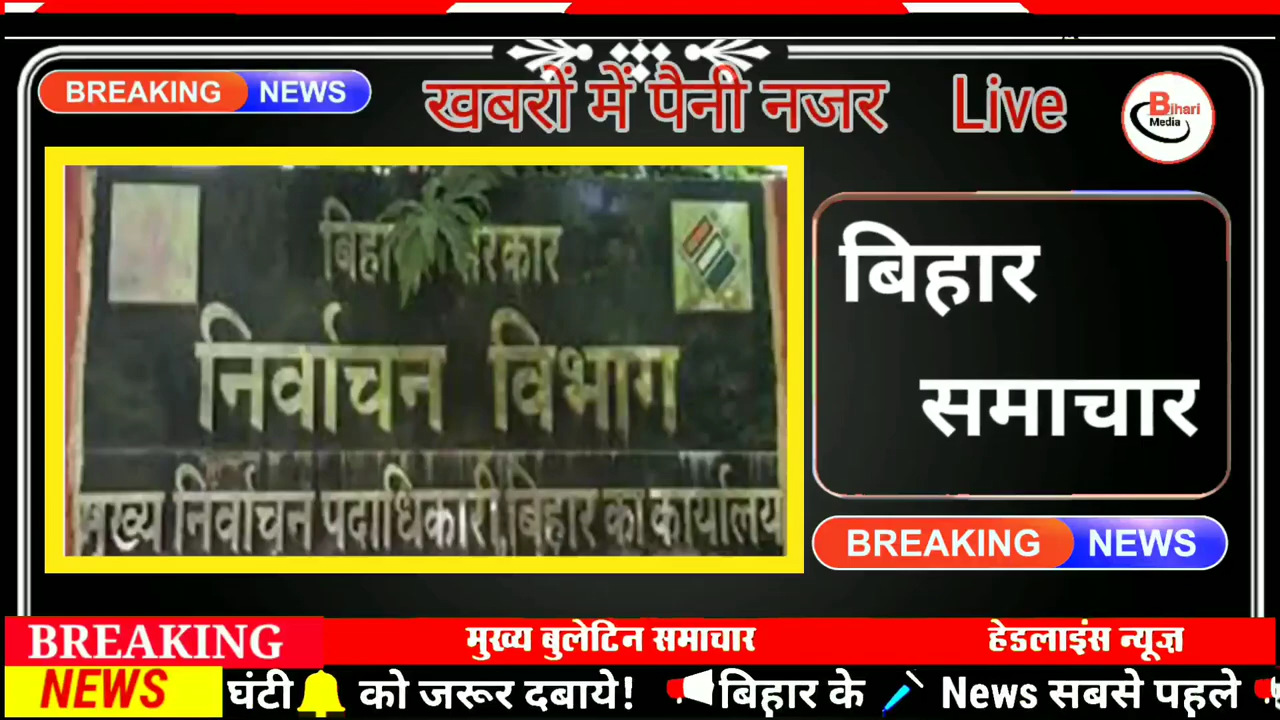 BREAKING NEWS
खबरों में पैनी नजर Live
Bihari
Media
बिहार सरकार
निर्वाचन विभाग
मुख्य निर्वाचन पदाधिकारी, बिहार का कार्यालय
बिहार
समाचार
BREAKING NEWS
BREAKING
NEWS
मुख्य बुलेटिन समाचार हेडलाइंस न्यूज़
घंटी🔔 को जरूर दबाये! 📢बिहार के 🎤 News सबसे पहले